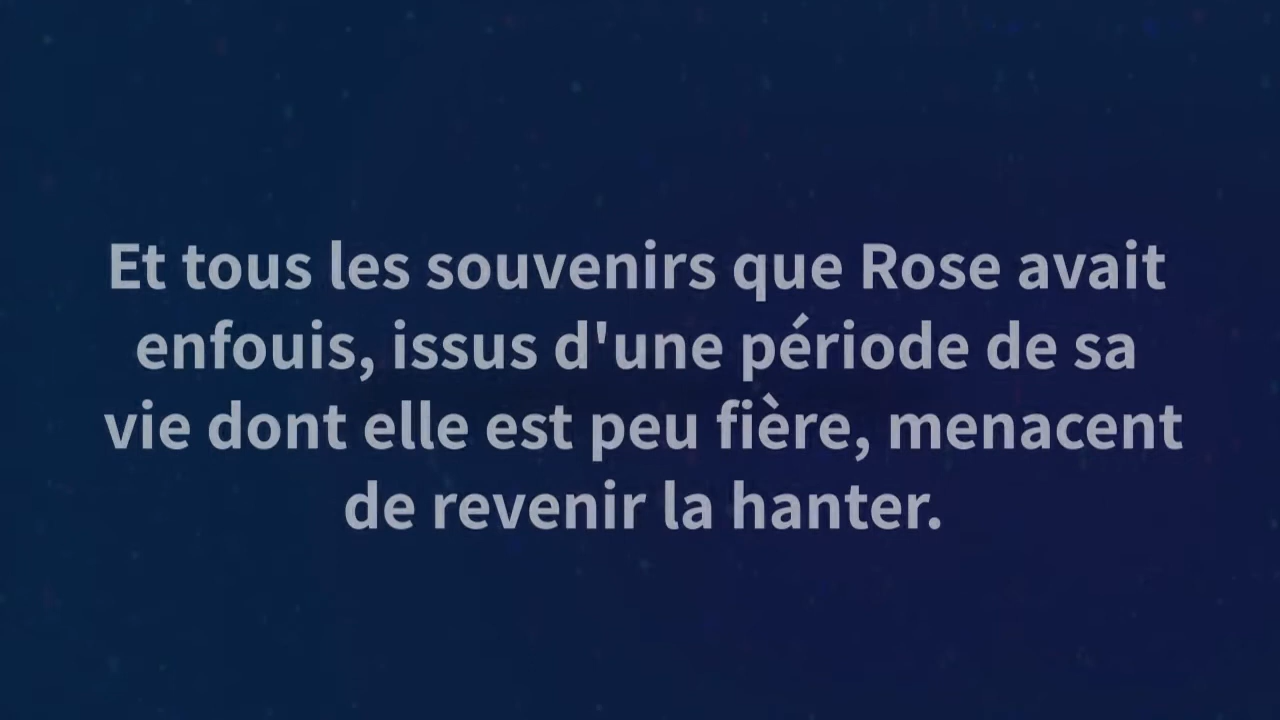 Et tous les souvenirs que Rose avait
enfouis, issus d'une période de sa
vie dont elle est peu fière, menacent
de revenir la hanter.